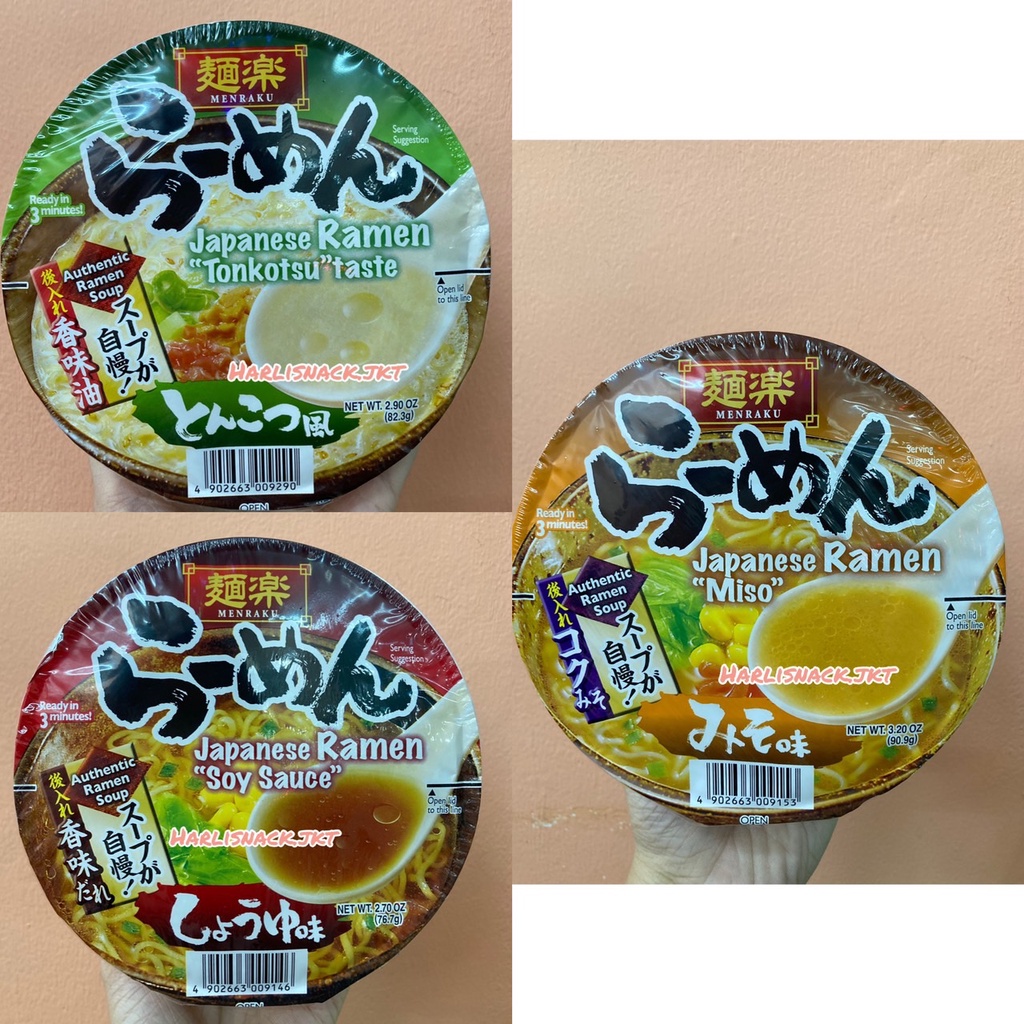 麺楽
MENRAKU
らーめん
Serving
Suggestion
Ready in
3 minutes!
Japanese Ramen
“Tonkotsu” taste
Authentic
Ramen
Soup
スープが
自慢!
後入れ
香味油
Open lid
to this line
HARLISNACK.JKT
とんこつ風
NET WT. 2.90 OZ
(82.3g)
4 902663 009290
OPEN
麺楽
MENRAKU
らーめん
Serving
Suggestion
Ready in
3 minutes!
Japanese Ramen
“Miso”
Authentic
Ramen
Soup
スープが
自慢!
後入れ
コクみそ
Open lid
to this line
HARLISNACK.JKT
みそ味
NET WT. 3.20 OZ
(90.9g)
4 902663 009153
OPEN
麺楽
MENRAKU
らーめん
Serving
Suggestion
Ready in
3 minutes!
Japanese Ramen
“Soy Sauce”
Authentic
Ramen
Soup
スープが
自慢!
後入れ
香味だれ
Open lid
to this line
HARLISNACK.JKT
しょうゆ味
NET WT. 2.70 OZ
(76.7g)
4 902663 009146
OPEN